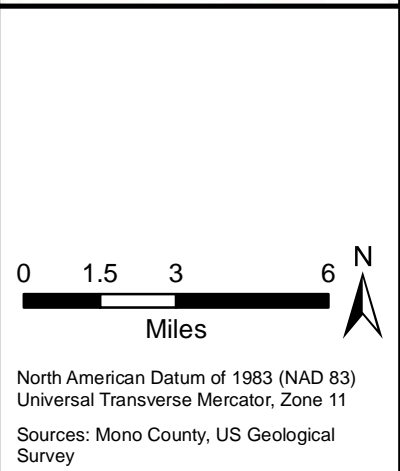 N
0 1.5 3 6
Miles
North American Datum of 1983 (NAD 83)
Universal Transverse Mercator, Zone 11
Sources: Mono County, US Geological
Survey